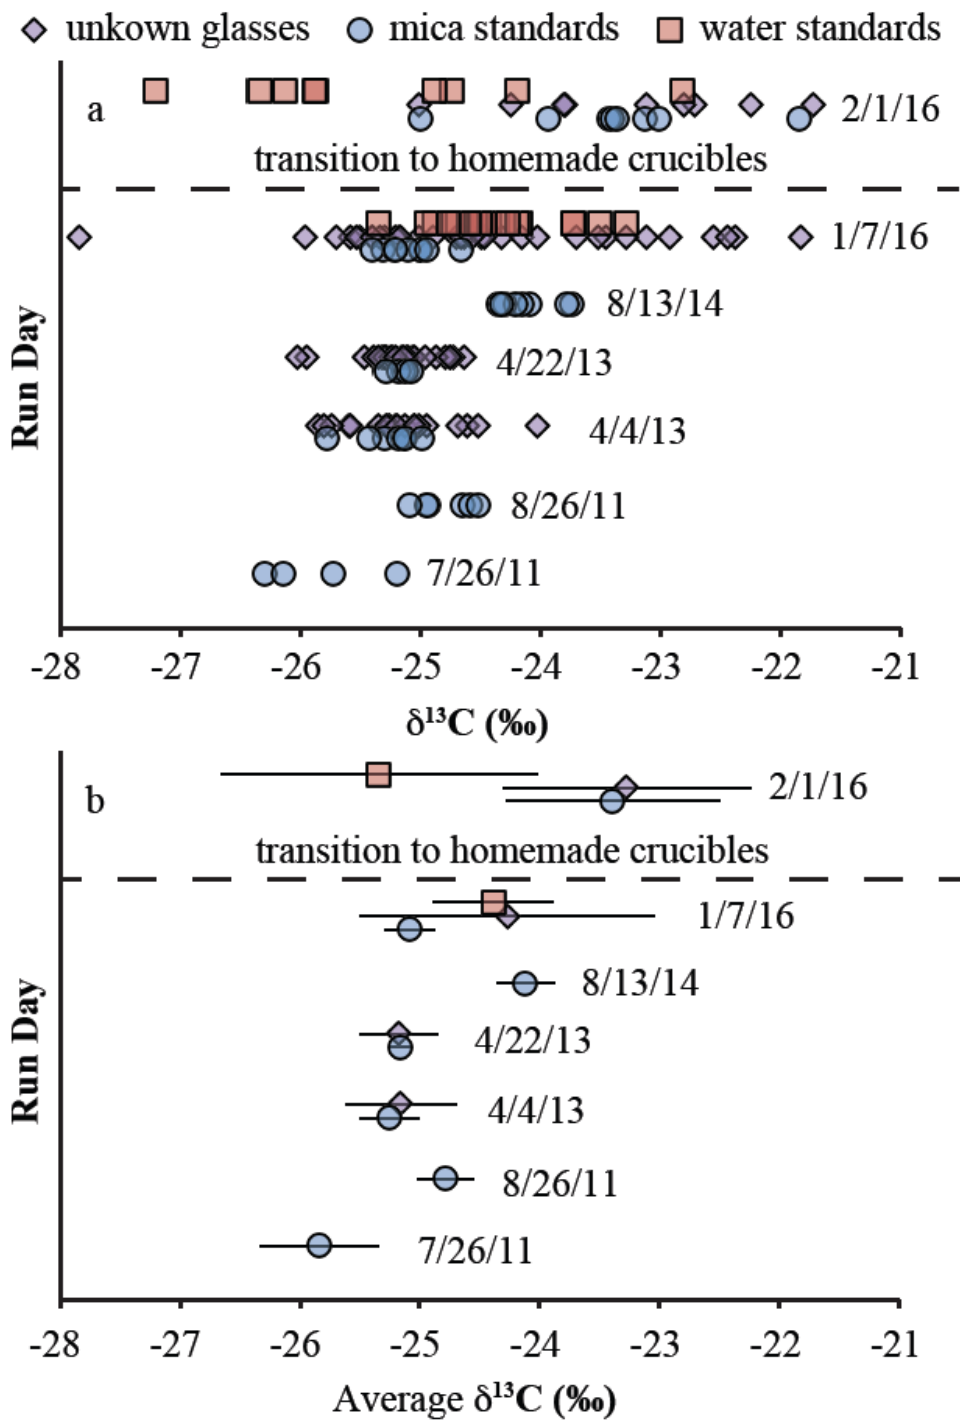 unkown glasses mica standards water standards
a
2/1/16
transition to homemade crucibles
1/7/16
8/13/14
4/22/13
4/4/13
8/26/11
7/26/11
Run Day
-28 -27 -26 -25 -24 -23 -22 -21
δ¹³C (‰)
b
2/1/16
transition to homemade crucibles
1/7/16
8/13/14
4/22/13
4/4/13
8/26/11
7/26/11
Run Day
-28 -27 -26 -25 -24 -23 -22 -21
Average δ¹³C (‰)